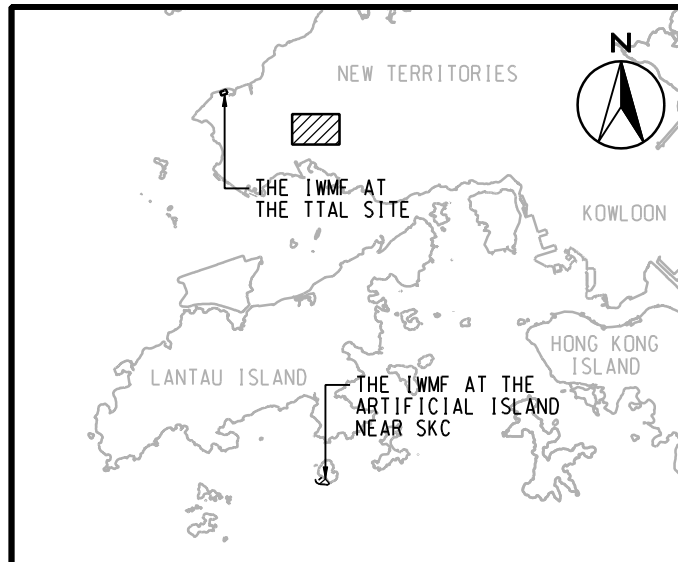 N
NEW TERRITORIES
THE IWMF AT
THE TTAL SITE
KOWLOON
HONG KONG
ISLAND
LANTAU ISLAND
THE IWMF AT THE
ARTIFICIAL ISLAND
NEAR SKC